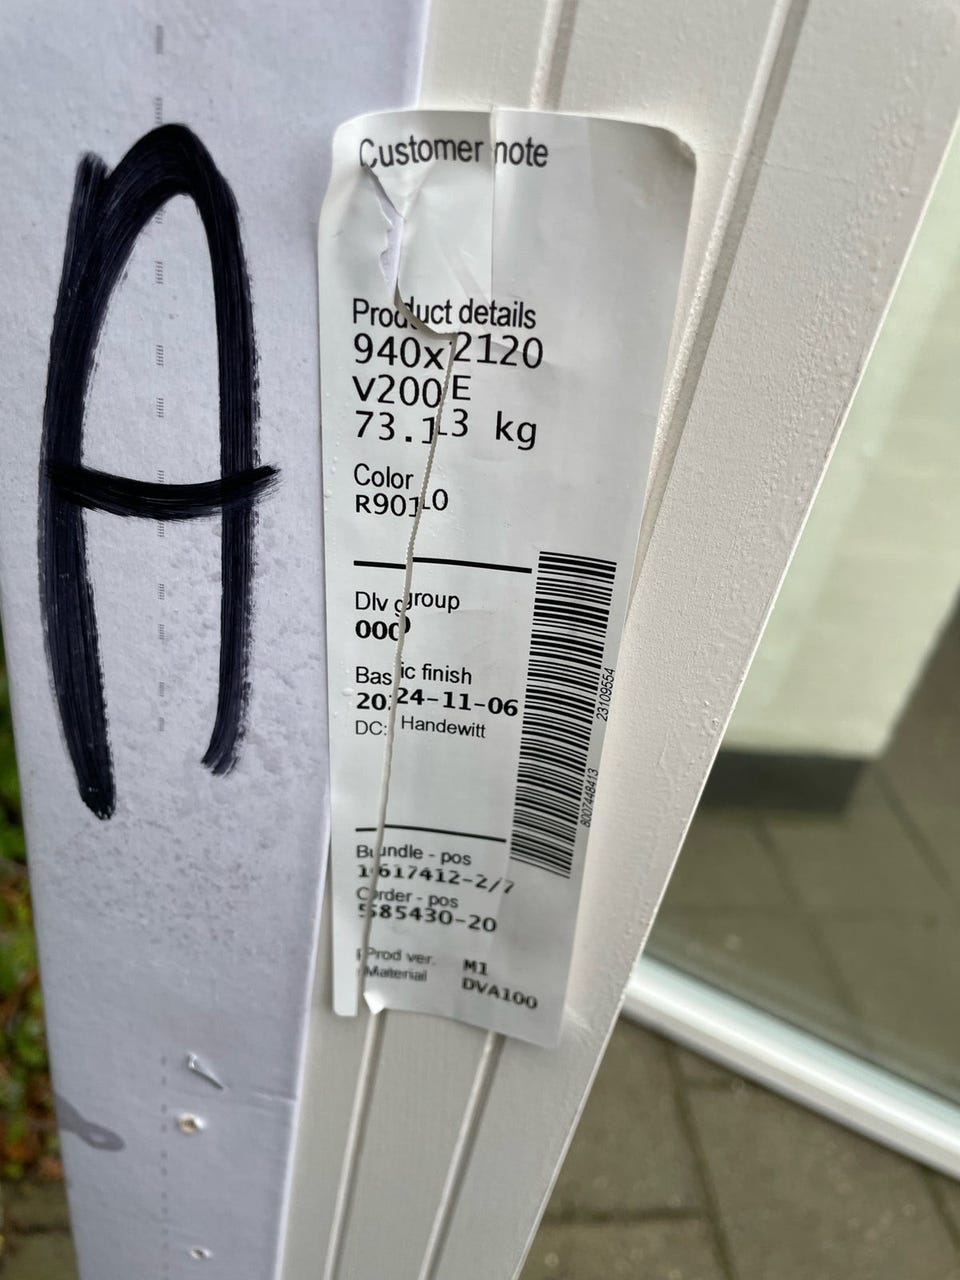 A
Customer note
Product details
940x2120
V200E
73.13 kg
Color
R9010
Dlv group
000
Basic finish
2024-11-06
DC: Handewitt
23109554
8007448413
Bundle - pos
1617412-2/7
Order - pos
585430-20
Prod ver. M1
Material DVA100